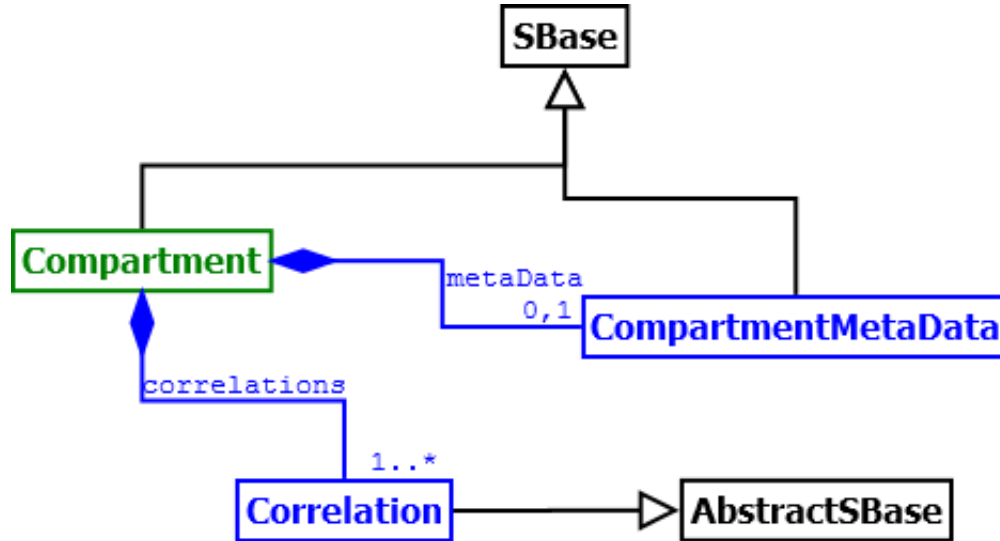 SBase
Compartment
metaData
0,1
CompartmentMetaData
correlations
1..*
Correlation
AbstractSBase